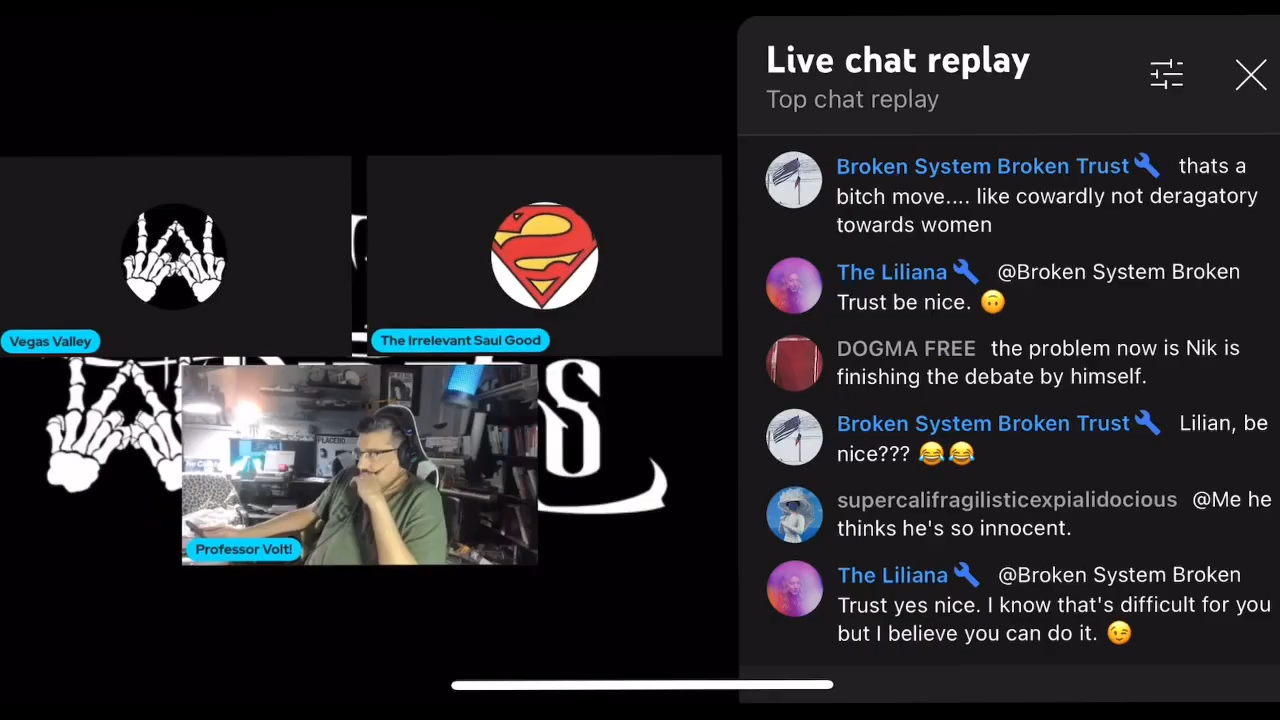 Live chat replay
Top chat replay
Broken System Broken Trust thats a
bitch move.... like cowardly not deragatory
towards women
The Liliana @Broken System Broken
Trust be nice. 🙃
DOGMA FREE the problem now is Nik is
finishing the debate by himself.
Broken System Broken Trust Lilian, be
nice??? 😂😂
supercalifragilisticexpialidocious @Me he
thinks he's so innocent.
The Liliana @Broken System Broken
Trust yes nice. I know that's difficult for you
but I believe you can do it. 😉
Vegas Valley
The Irrelevant Saul Good
PLACEBO
Professor Volt!